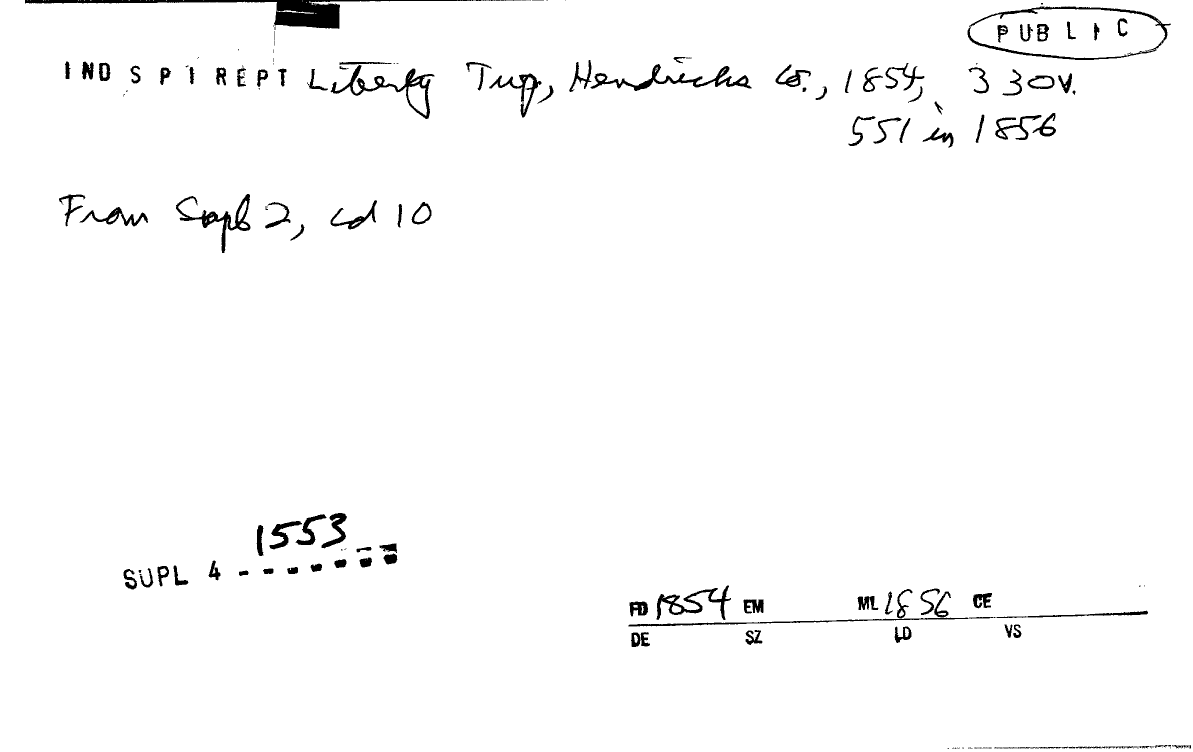 PUBLIC
IND SPI REPT Liberty Twp, Hendricks Co., 1854, 330v.
551 in 1856
From Supl 2, cd 10
1553
SUPL 4 - - - - - - -
FD 1854 EM ML 1856 CE
DE SZ LD VS